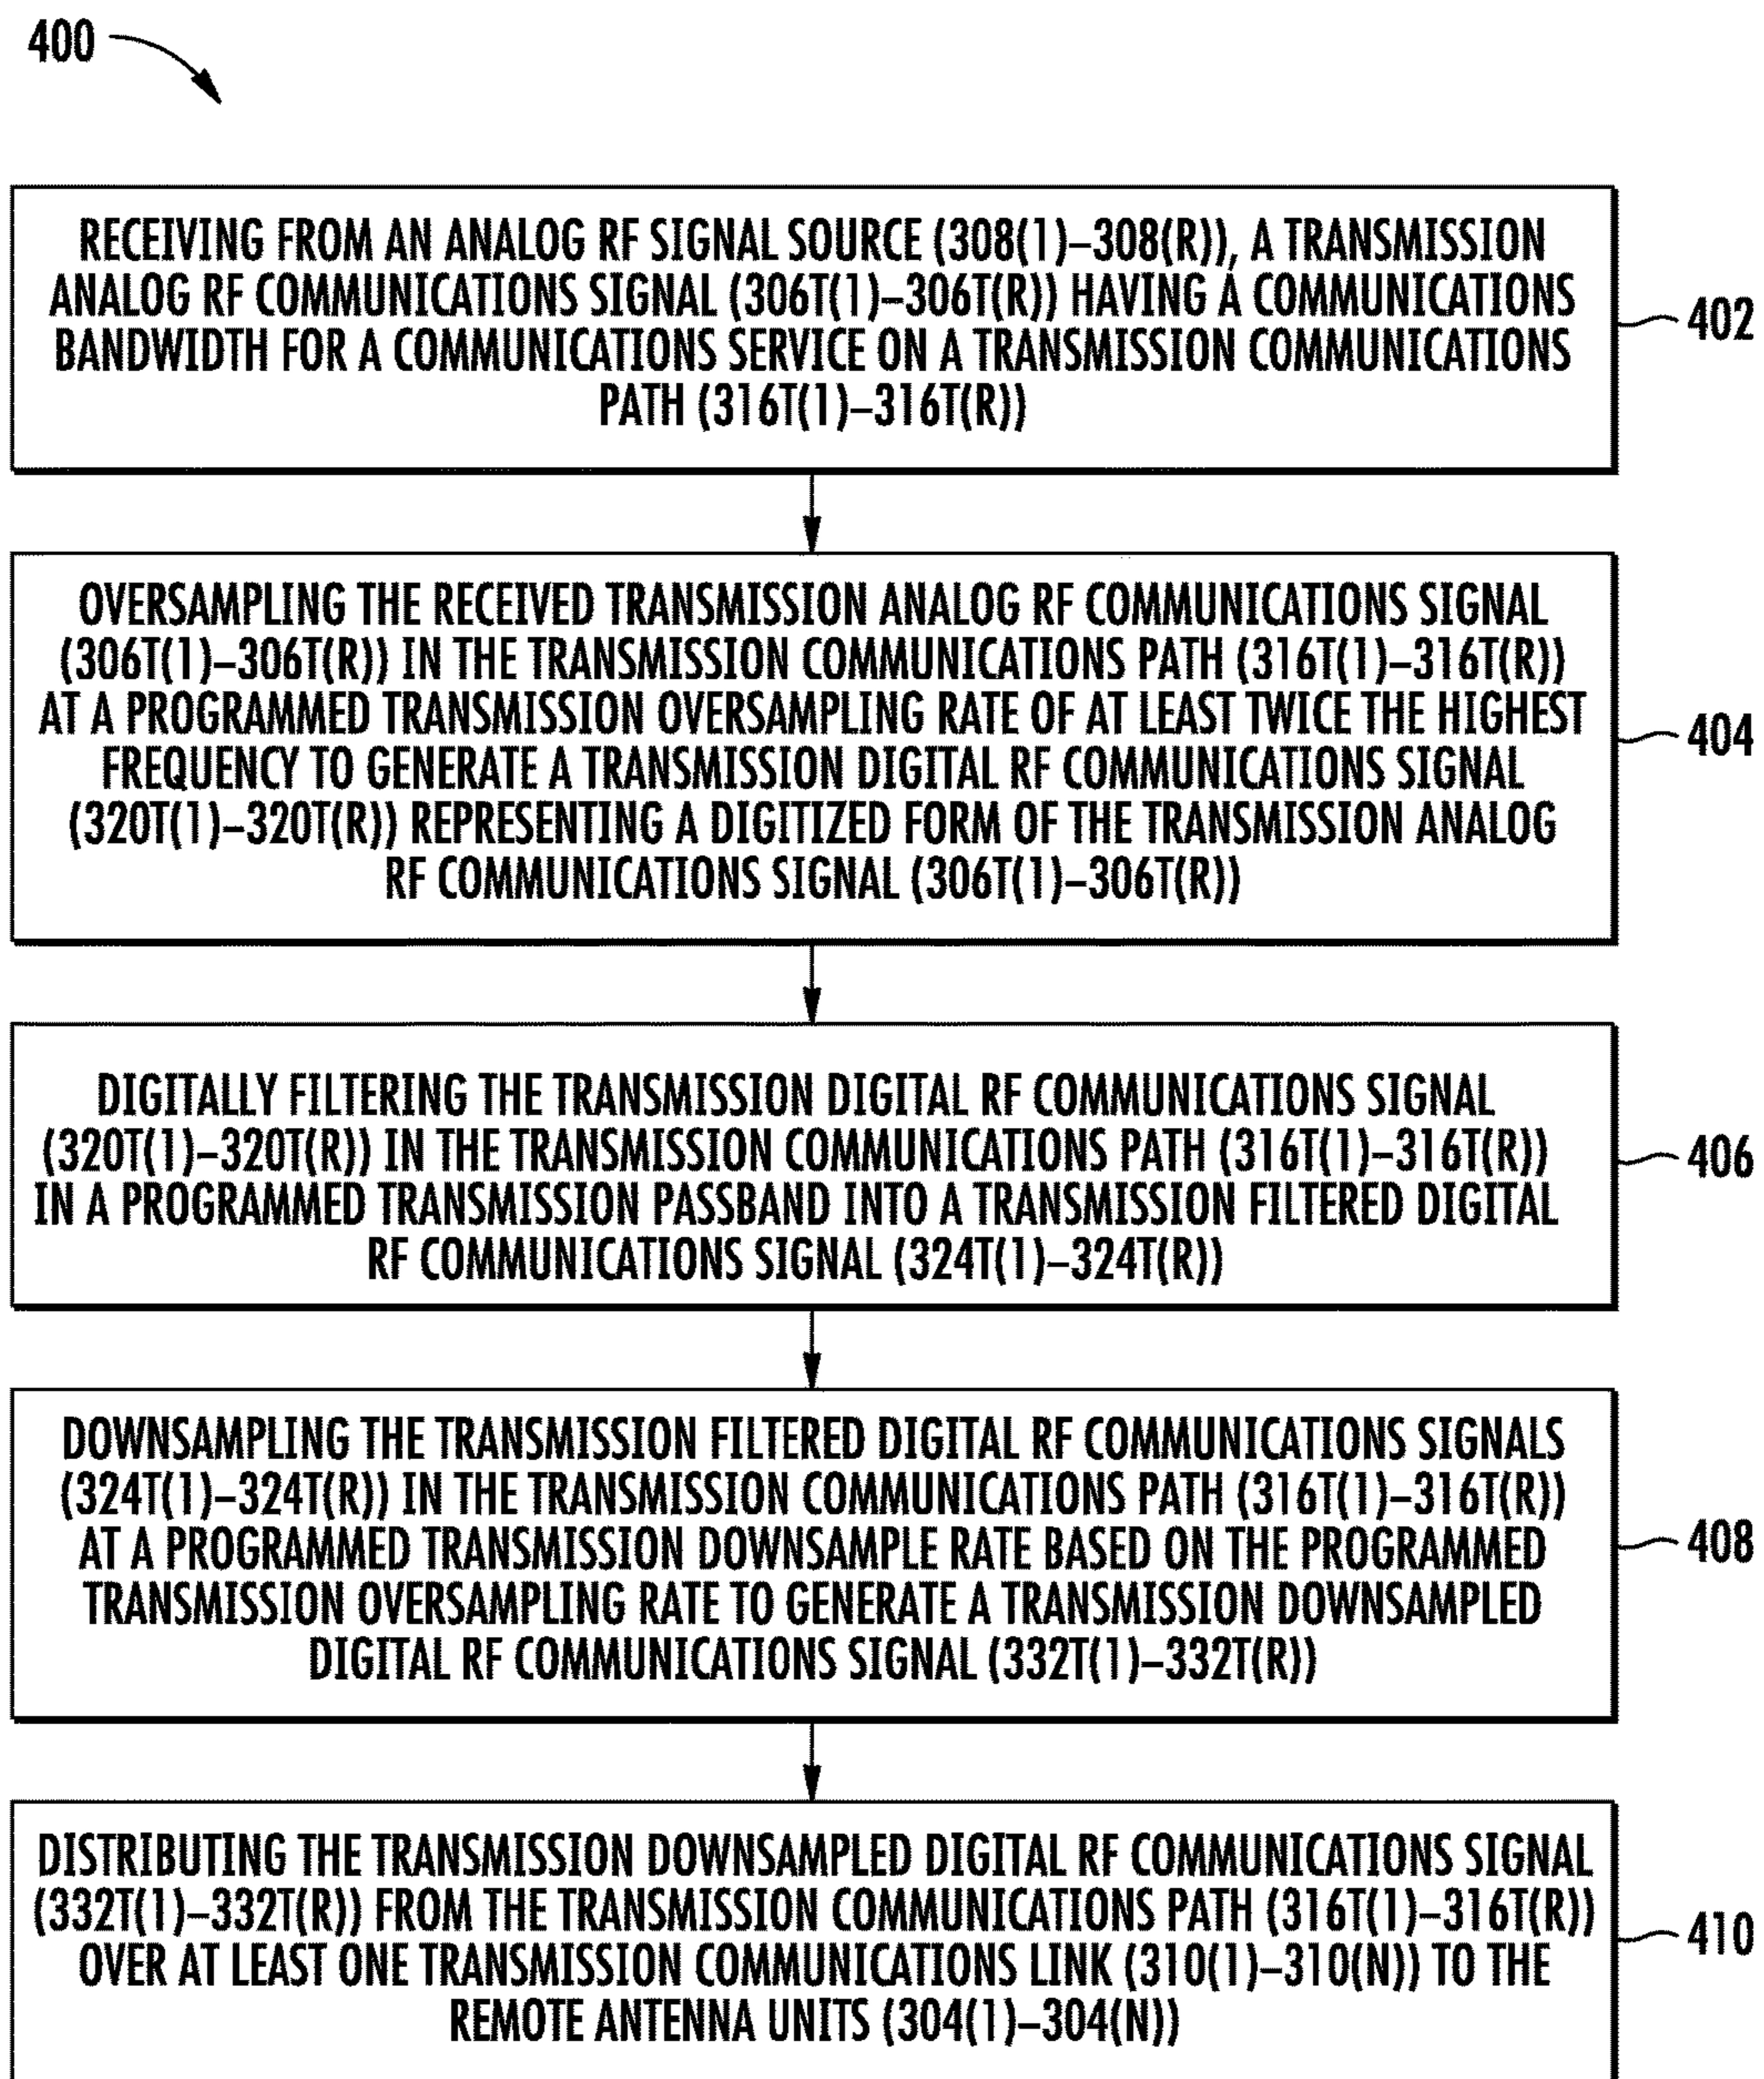 400
RECEIVING FROM AN ANALOG RF SIGNAL SOURCE (308(1)–308(R)), A TRANSMISSION
ANALOG RF COMMUNICATIONS SIGNAL (306T(1)–306T(R)) HAVING A COMMUNICATIONS
BANDWIDTH FOR A COMMUNICATIONS SERVICE ON A TRANSMISSION COMMUNICATIONS
PATH (316T(1)–316T(R))
402
OVERSAMPLING THE RECEIVED TRANSMISSION ANALOG RF COMMUNICATIONS SIGNAL
(306T(1)–306T(R)) IN THE TRANSMISSION COMMUNICATIONS PATH (316T(1)–316T(R))
AT A PROGRAMMED TRANSMISSION OVERSAMPLING RATE OF AT LEAST TWICE THE HIGHEST
FREQUENCY TO GENERATE A TRANSMISSION DIGITAL RF COMMUNICATIONS SIGNAL
(320T(1)–320T(R)) REPRESENTING A DIGITIZED FORM OF THE TRANSMISSION ANALOG
RF COMMUNICATIONS SIGNAL (306T(1)–306T(R))
404
DIGITALLY FILTERING THE TRANSMISSION DIGITAL RF COMMUNICATIONS SIGNAL
(320T(1)–320T(R)) IN THE TRANSMISSION COMMUNICATIONS PATH (316T(1)–316T(R))
IN A PROGRAMMED TRANSMISSION PASSBAND INTO A TRANSMISSION FILTERED DIGITAL
RF COMMUNICATIONS SIGNAL (324T(1)–324T(R))
406
DOWNSAMPLING THE TRANSMISSION FILTERED DIGITAL RF COMMUNICATIONS SIGNALS
(324T(1)–324T(R)) IN THE TRANSMISSION COMMUNICATIONS PATH (316T(1)–316T(R))
AT A PROGRAMMED TRANSMISSION DOWNSAMPLE RATE BASED ON THE PROGRAMMED
TRANSMISSION OVERSAMPLING RATE TO GENERATE A TRANSMISSION DOWNSAMPLED
DIGITAL RF COMMUNICATIONS SIGNAL (332T(1)–332T(R))
408
DISTRIBUTING THE TRANSMISSION DOWNSAMPLED DIGITAL RF COMMUNICATIONS SIGNAL
(332T(1)–332T(R)) FROM THE TRANSMISSION COMMUNICATIONS PATH (316T(1)–316T(R))
OVER AT LEAST ONE TRANSMISSION COMMUNICATIONS LINK (310(1)–310(N)) TO THE
REMOTE ANTENNA UNITS (304(1)–304(N))
410